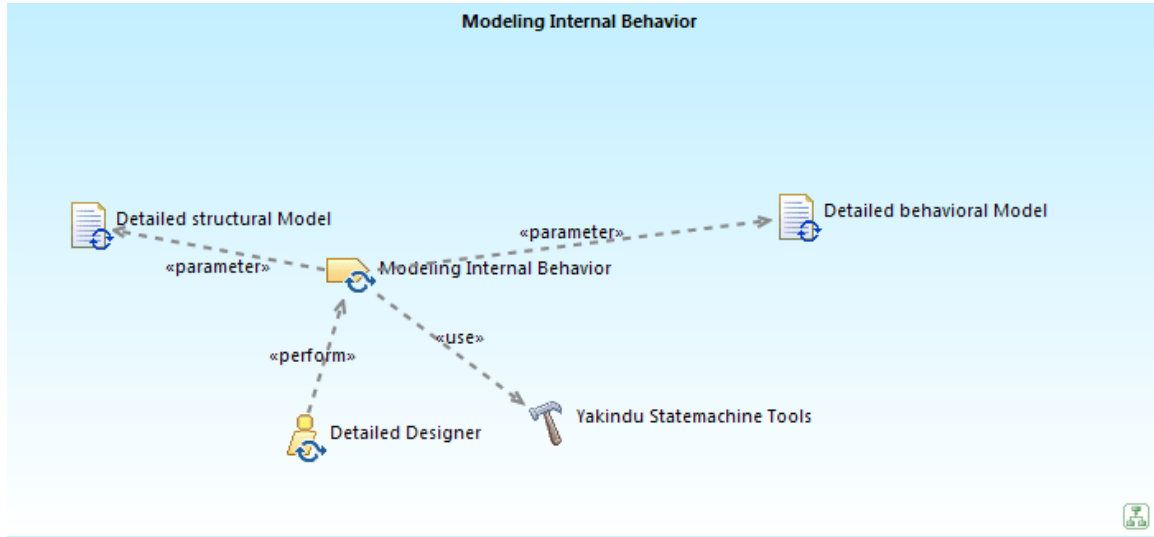 Modeling Internal Behavior
Detailed structural Model
Detailed behavioral Model
«parameter»
«parameter»
Modeling Internal Behavior
«use»
«perform»
Yakindu Statemachine Tools
Detailed Designer